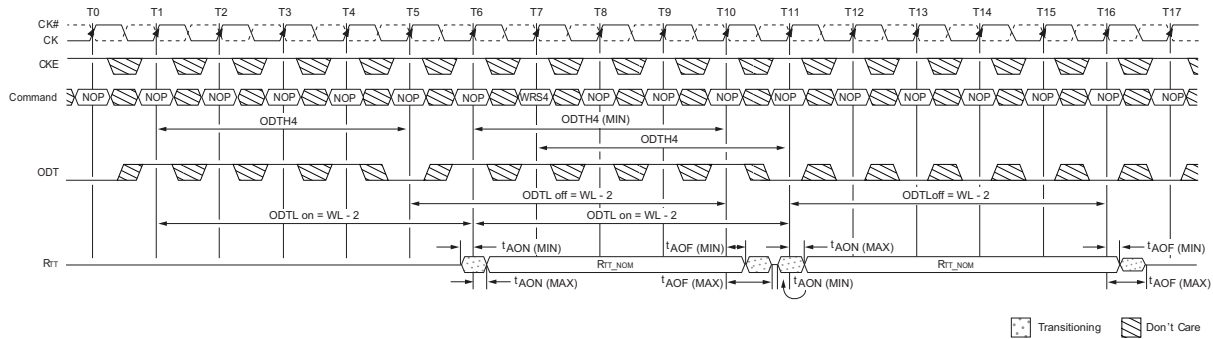 T0 T1 T2 T3 T4 T5 T6 T7 T8 T9 T10 T11 T12 T13 T14 T15 T16 T17
CK#
CK
CKE
Command NOP NOP NOP NOP NOP NOP NOP WRS4 NOP NOP NOP NOP NOP NOP NOP NOP NOP NOP
ODTH4 ODTH4 (MIN)
ODTH4
ODT
ODTL off = WL - 2 ODTLoff = WL - 2
ODTL on = WL - 2 ODTL on = WL - 2
tAON (MIN) tAOF (MIN) tAON (MAX) tAOF (MIN)
RTT RTT_NOM RTT_NOM
tAON (MAX) tAOF (MAX) tAON (MIN) tAOF (MAX)
Transitioning Don't Care